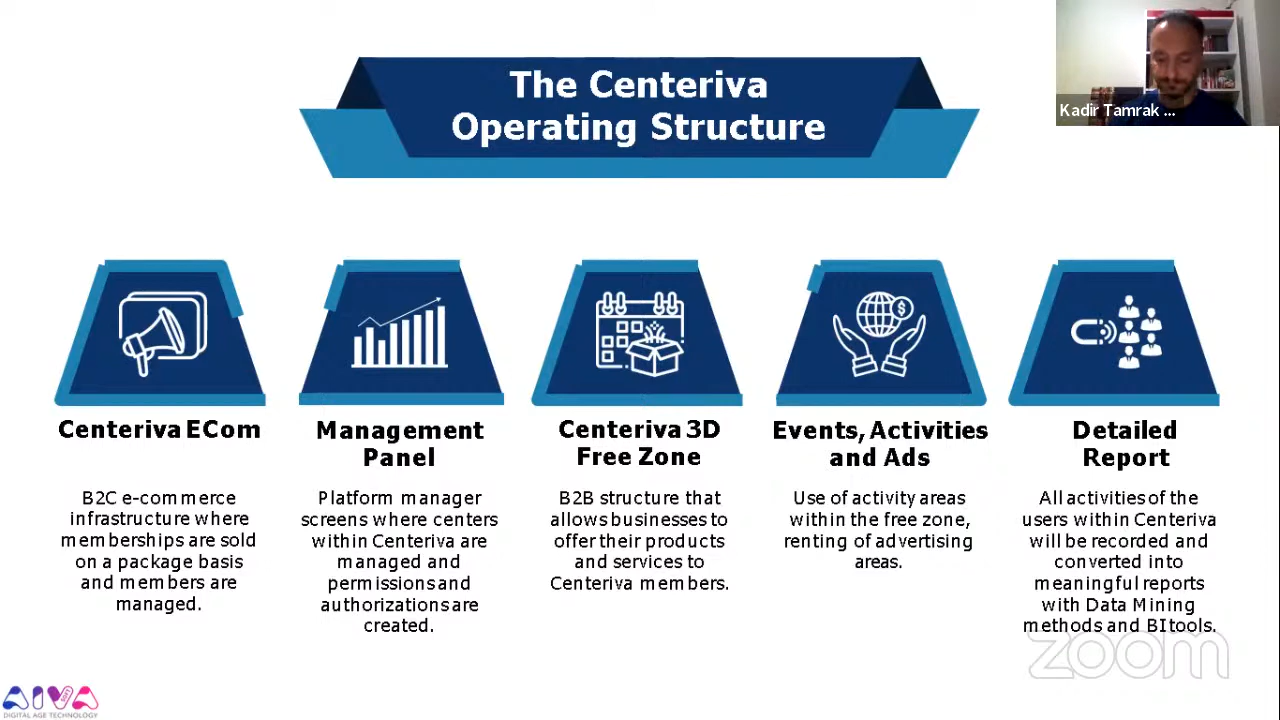 The Centeriva
Operating Structure
Kadir Tamrak ...
Centeriva ECom
B2C e-commerce
infrastructure where
memberships are sold
on a package basis
and members are
managed.
Management
Panel
Platform manager
screens where centers
within Centeriva are
managed and
permissions and
authorizations are
created.
Centeriva 3D
Free Zone
B2B structure that
allows businesses to
offer their products
and services to
Centeriva members.
Events, Activities
and Ads
Use of activity areas
within the free zone,
renting of advertising
areas.
Detailed
Report
All activities of the
users within Centeriva
will be recorded and
converted into
meaningful reports
with Data Mining
methods and BI tools.
zoom
AIVA
DIGITAL AGE TECHNOLOGY